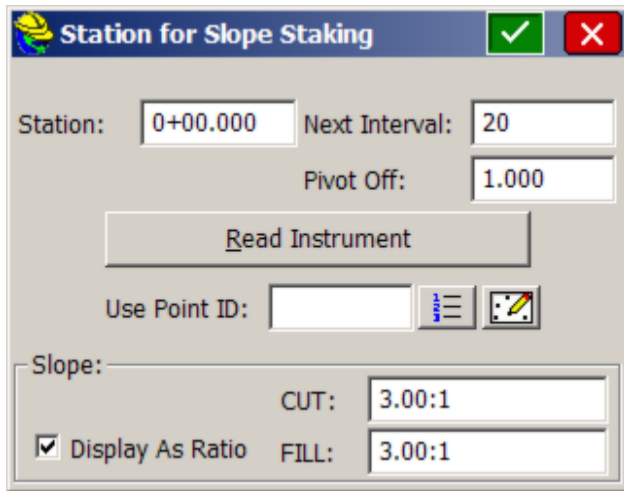 Station for Slope Staking
Station: 0+00.000 Next Interval: 20
Pivot Off: 1.000
Read Instrument
Use Point ID:
Slope:
CUT: 3.00:1
Display As Ratio FILL: 3.00:1